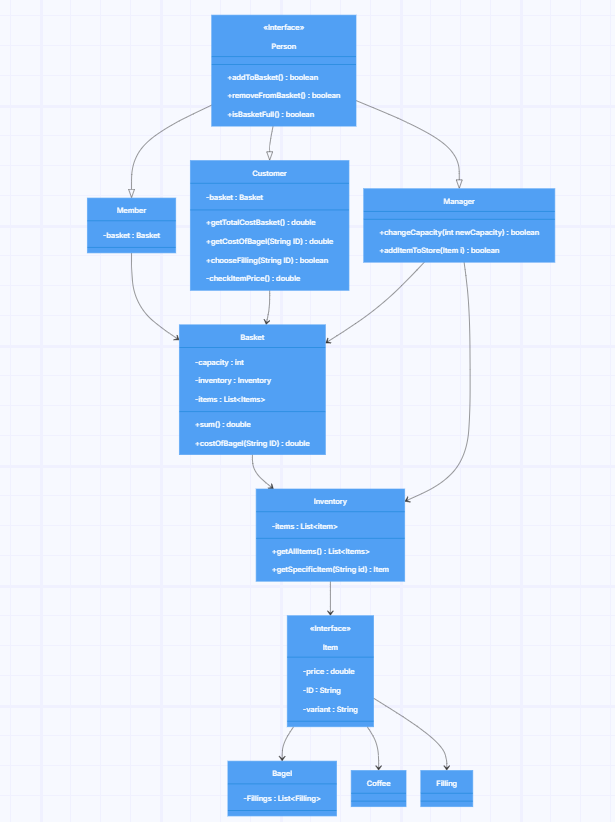 «Interface»
Person
+addToBasket() : boolean
+removeFromBasket() : boolean
+isBasketFull() : boolean
Customer
-basket : Basket
+getTotalCostBasket() : double
+getCostOfBagel(String ID) : double
+chooseFilling(String ID) : boolean
-checkItemPrice() : double
Member
-basket : Basket
Manager
+changeCapacity(int newCapacity) : boolean
+addItemToStore(Item i) : boolean
Basket
-capacity : int
-inventory : Inventory
-items : List<Items>
+sum() : double
+costOfBagel(String ID) : double
Inventory
-items : List<Item>
+getAllItems() : List<Items>
+getSpecificItem(String id) : Item
«Interface»
Item
-price : double
-ID : String
-variant : String
Bagel
-Fillings : List<Filling>
Coffee
Filling